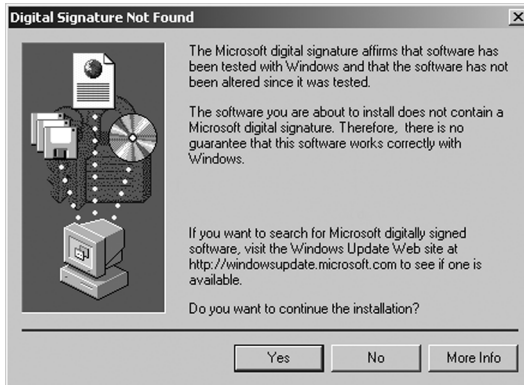 Digital Signature Not Found
The Microsoft digital signature affirms that software has
been tested with Windows and that the software has not
been altered since it was tested.
The software you are about to install does not contain a
Microsoft digital signature. Therefore, there is no
guarantee that this software works correctly with
Windows.
If you want to search for Microsoft digitally signed
software, visit the Windows Update Web site at
http://windowsupdate.microsoft.com to see if one is
available.
Do you want to continue the installation?
Yes No More Info